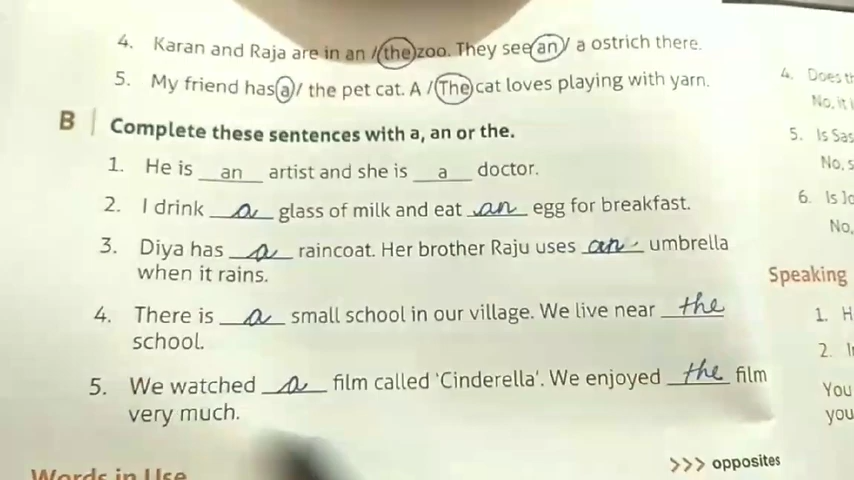 4. Karan and Raja are in an / the zoo. They see an / a ostrich there.
5. My friend has a / the pet cat. A / The cat loves playing with yarn.
B | Complete these sentences with a, an or the.
1. He is an artist and she is a doctor.
2. I drink a glass of milk and eat an egg for breakfast.
3. Diya has a raincoat. Her brother Raju uses an umbrella
when it rains.
4. There is a small school in our village. We live near the
school.
5. We watched a film called 'Cinderella'. We enjoyed the film
very much.
Words in Use
>>> opposites
4. Does
No, it
5. Is Sas
No,
6. Is
No,
Speaking
1. H
2.
You
you